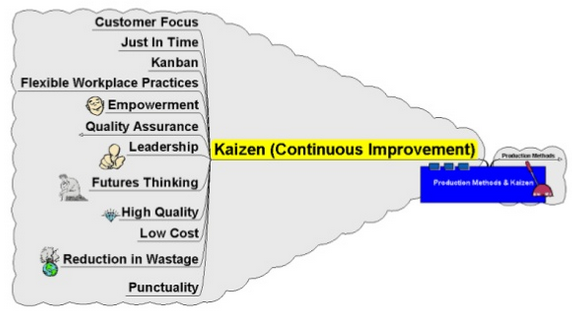 Customer Focus
Just In Time
Kanban
Flexible Workplace Practices
Empowerment
Quality Assurance
Leadership
Futures Thinking
High Quality
Low Cost
Reduction in Wastage
Punctuality
Kaizen (Continuous Improvement)
Production Methods
Production Methods & Kaizen